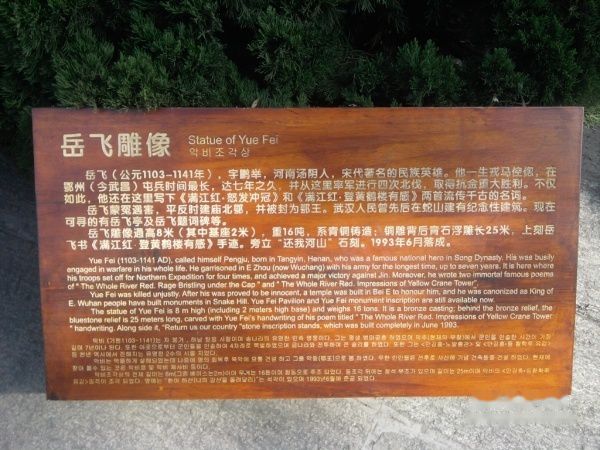 岳飞雕像
Statue of Yue Fei
악비조각상
岳飞（公元1103—1141年），字鹏举，河南汤阴人，宋代著名的民族英雄。他一生戎马倥偬，在
鄂州（今武昌）屯兵时间最长，达七年之久，并从这里率军进行四次北伐，取得抗金重大胜利。不仅
如此，他还在这里写下《满江红·怒发冲冠》和《满江红·登黄鹤楼有感》两首流传千古的名词。
岳飞蒙冤遇害，平反时建庙北鄂，并被封为鄂王。武汉人民曾先后在蛇山建有纪念性建筑。现在
可寻的有岳飞亭及岳飞墨词碑等。
岳飞雕像通高8米（其中基座2米），重16吨，系青铜铸造；铜雕背后青石浮雕长25米，上刻岳
飞书《满江红·登黄鹤楼有感》手迹。旁立“还我河山”石刻。1993年6月落成。
Yue Fei (1103-1141 AD), called himself Pengju, born in Tangyin, Henan, who was a famous national hero in Song Dynasty. His was busily
engaged in warfare in his whole life. He garrisoned in E Zhou (now Wuchang) with his army for the longest time, up to seven years. It is here where
his troops set off for Northern Expedition for four times, and achieved a major victory against Jin. Moreover, he wrote two immortal famous poems
of " The Whole River Red. Rage Bristling under the Cap " and " The Whole River Red. Impressions of Yellow Crane Tower".
Yue Fei was killed unjustly. After his was proved to be innocent, a temple was built in Bei E to honour him, and he was canonized as King of
E. Wuhan people have built monuments in Snake Hill. Yue Fei Pavilion and Yue Fei monument inscription are still available now.
The statue of Yue Fei is 8 m high (including 2 meters high base) and weighs 16 tons. It is a bronze casting; behind the bronze relief, the
bluestone relief is 25 meters long, carved with Yue Fei's handwriting of his poem titled " The Whole River Red. Impressions of Yellow Crane Tower
" handwriting. Along side it, "Return us our country "stone inscription stands, which was built completely in June 1993.